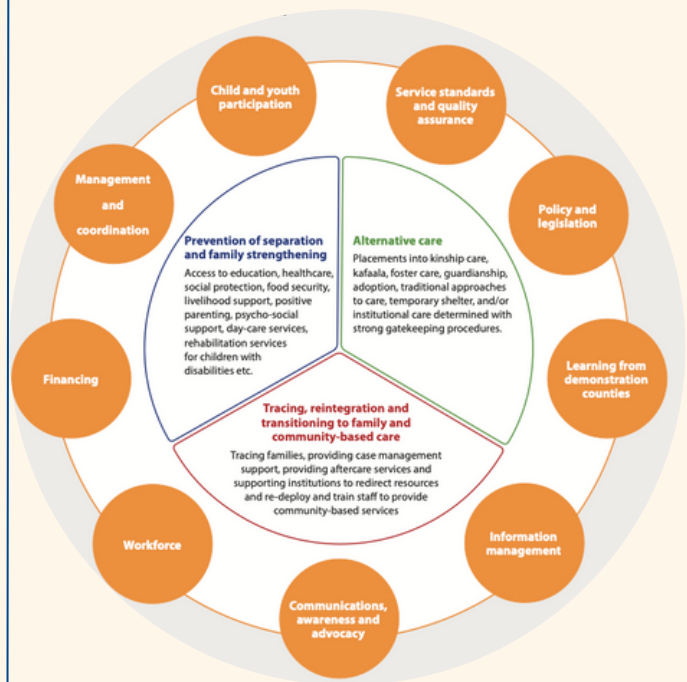 Child and youth
participation
Service standards
and quality
assurance
Management
and
coordination
Policy and
legislation
Prevention of separation
and family strengthening
Access to education, healthcare,
social protection, food security,
livelihood support, positive
parenting, psycho-social
support, day-care services,
rehabilitation services
for children with
disabilities etc.
Alternative care
Placements into kinship care,
kafaala, foster care, guardianship,
adoption, traditional approaches
to care, temporary shelter, and/or
institutional care determined with
strong gatekeeping procedures.
Financing
Learning from
demonstration
counties
Tracing, reintegration and
transitioning to family and
community-based care
Tracing families, providing case management
support, providing aftercare services and
supporting institutions to redirect resources
and re-deploy and train staff to provide
community-based services
Workforce
Information
management
Communications,
awareness and
advocacy